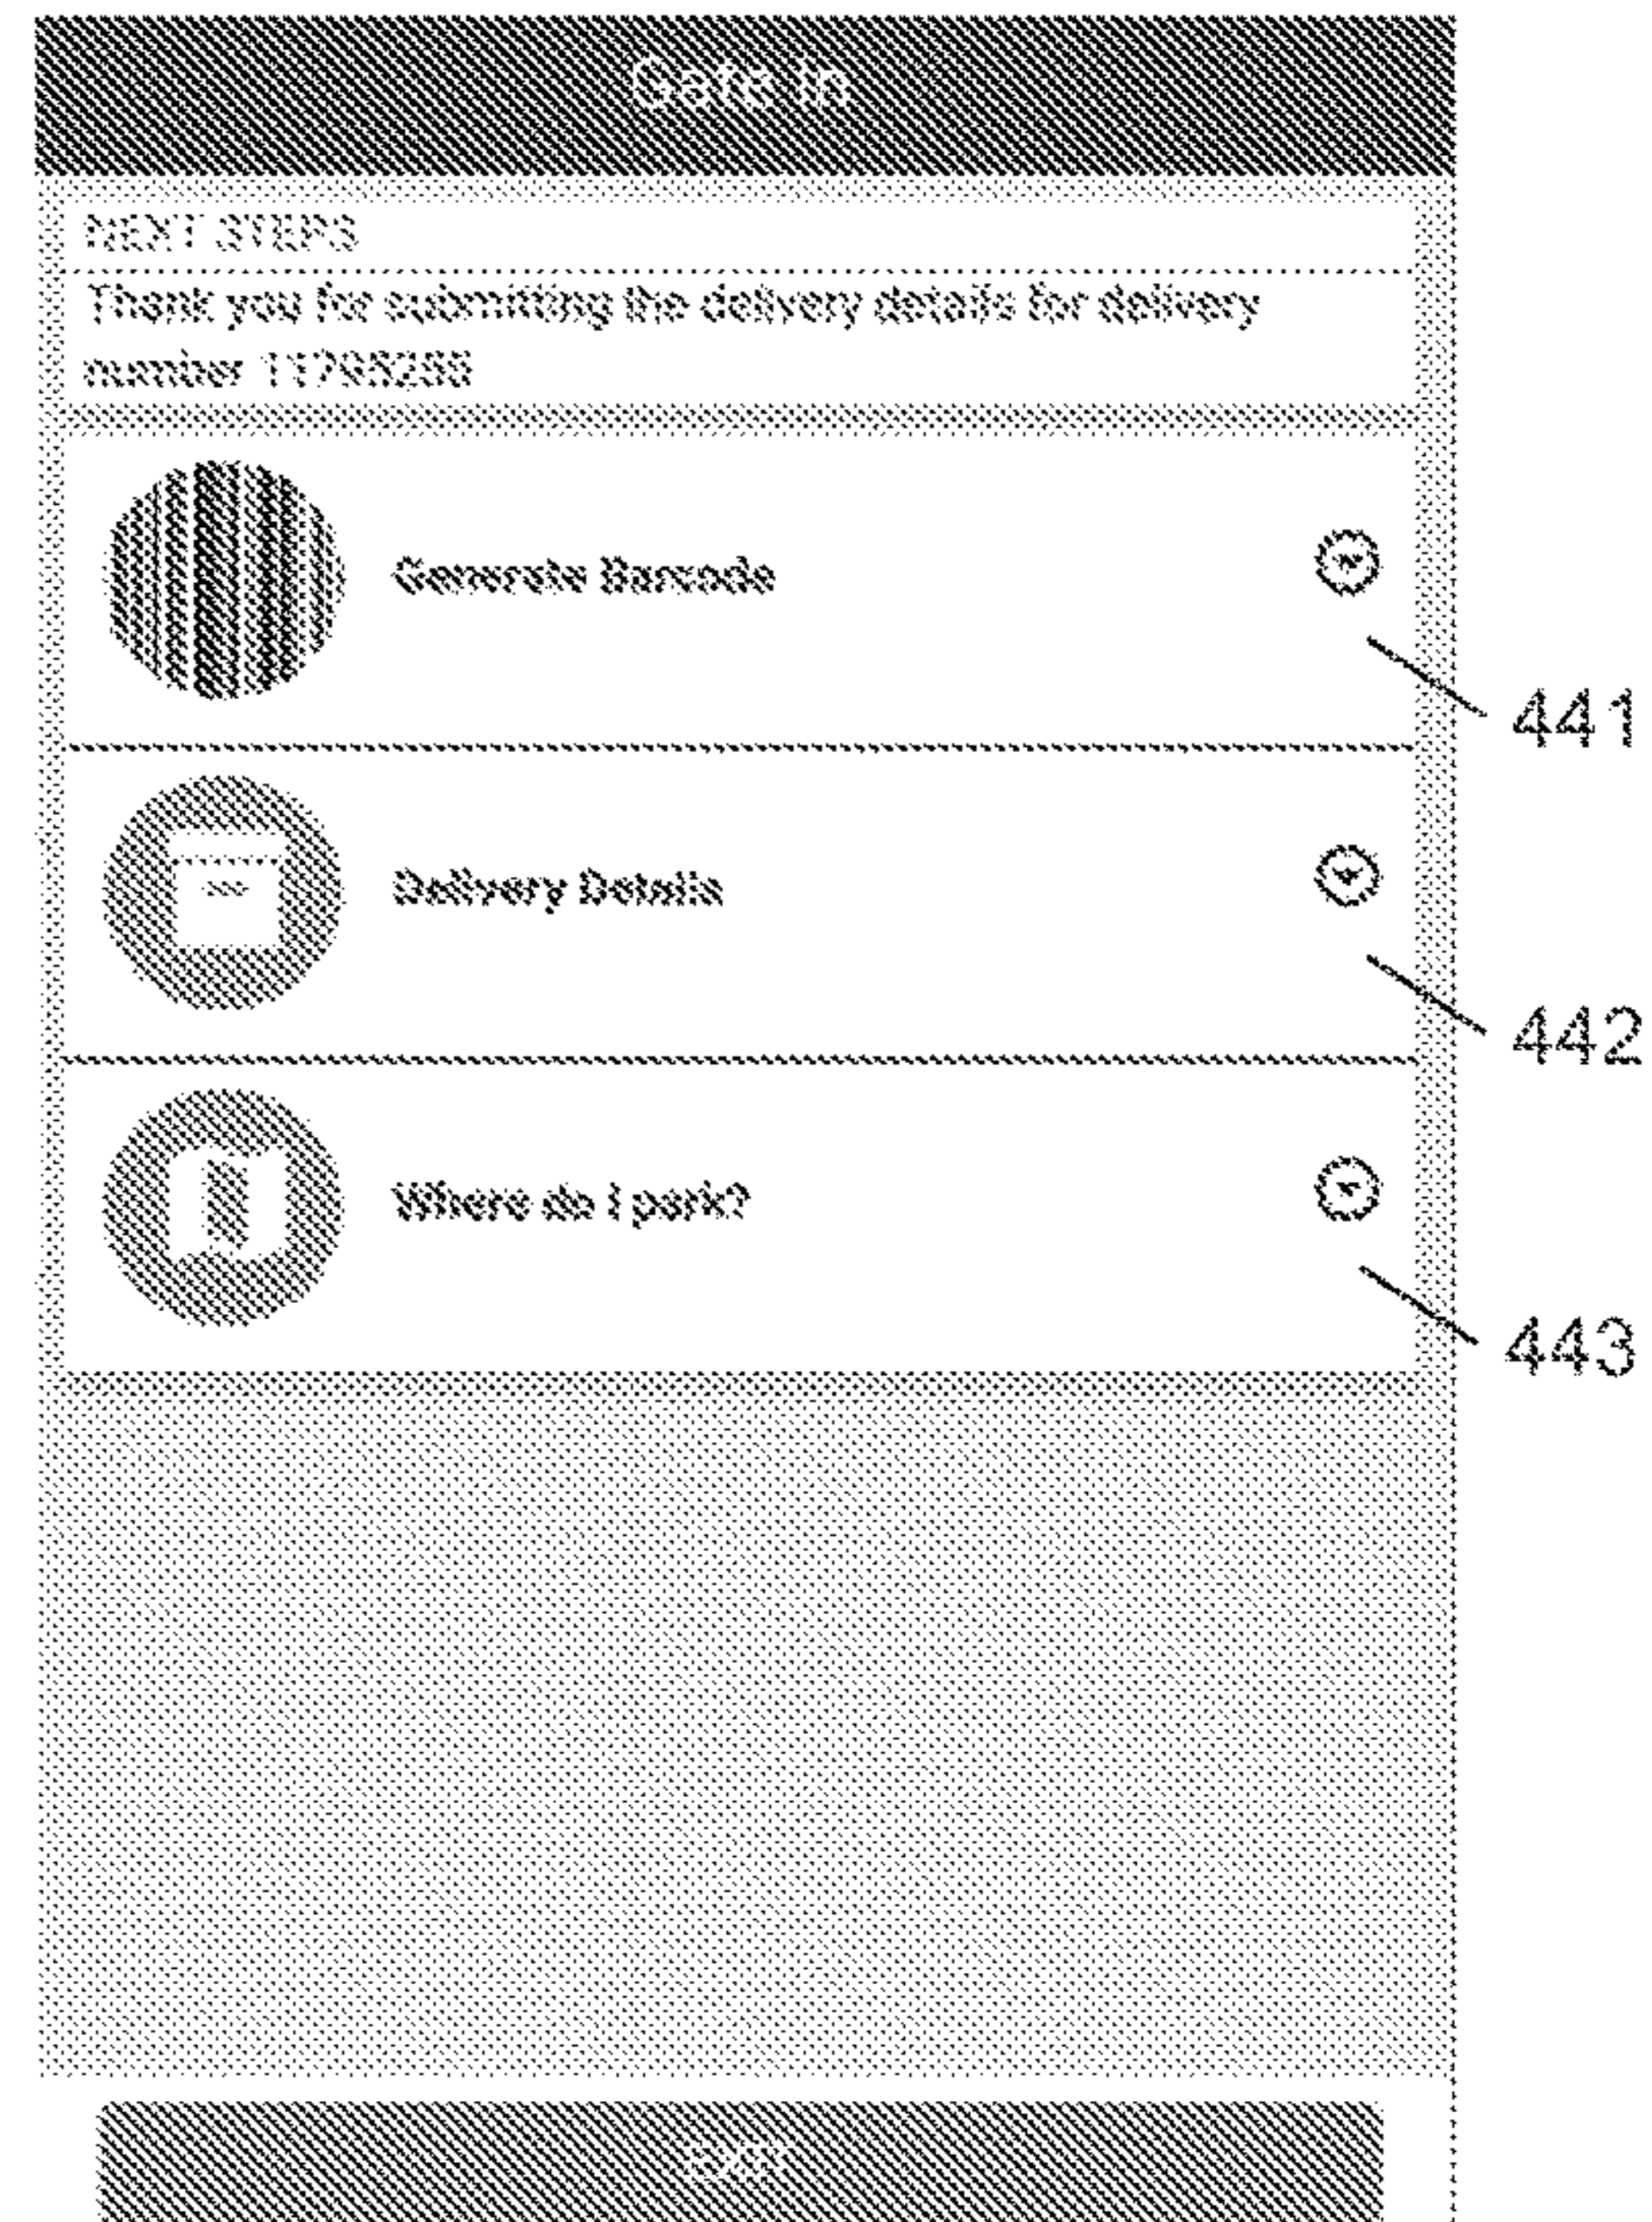 Gate In
NEXT STEPS
Thank you for submitting the delivery details for delivery
number 11795288
Generate Barcode
441
Delivery Details
442
Where do I park?
443
EXIT